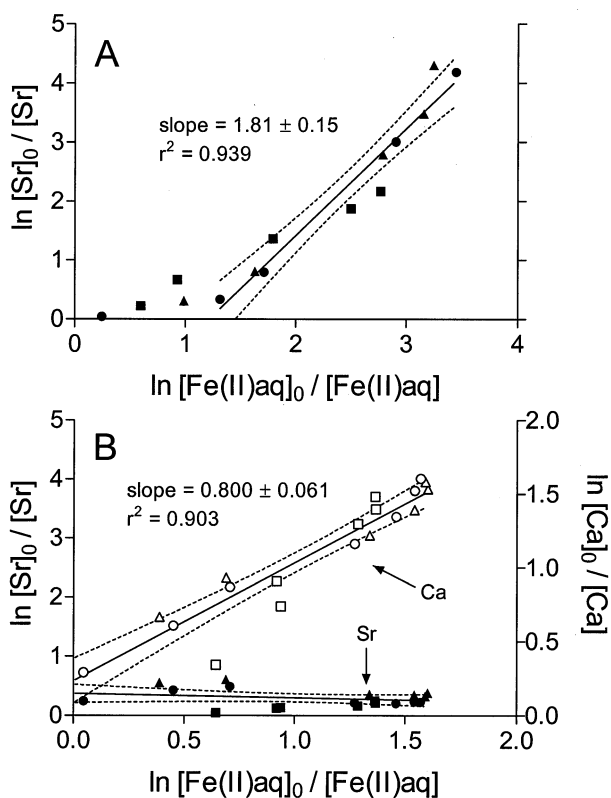 A
5
4
3
2
1
0
ln [Sr]₀ / [Sr]
slope = 1.81 ± 0.15
r² = 0.939
0 1 2 3 4
ln [Fe(II)aq]₀ / [Fe(II)aq]
B
5
4
3
2
1
0
ln [Sr]₀ / [Sr]
slope = 0.800 ± 0.061
r² = 0.903
Ca
Sr
2.0
1.5
1.0
0.5
0.0
ln [Ca]₀ / [Ca]
0.0 0.5 1.0 1.5 2.0
ln [Fe(II)aq]₀ / [Fe(II)aq]